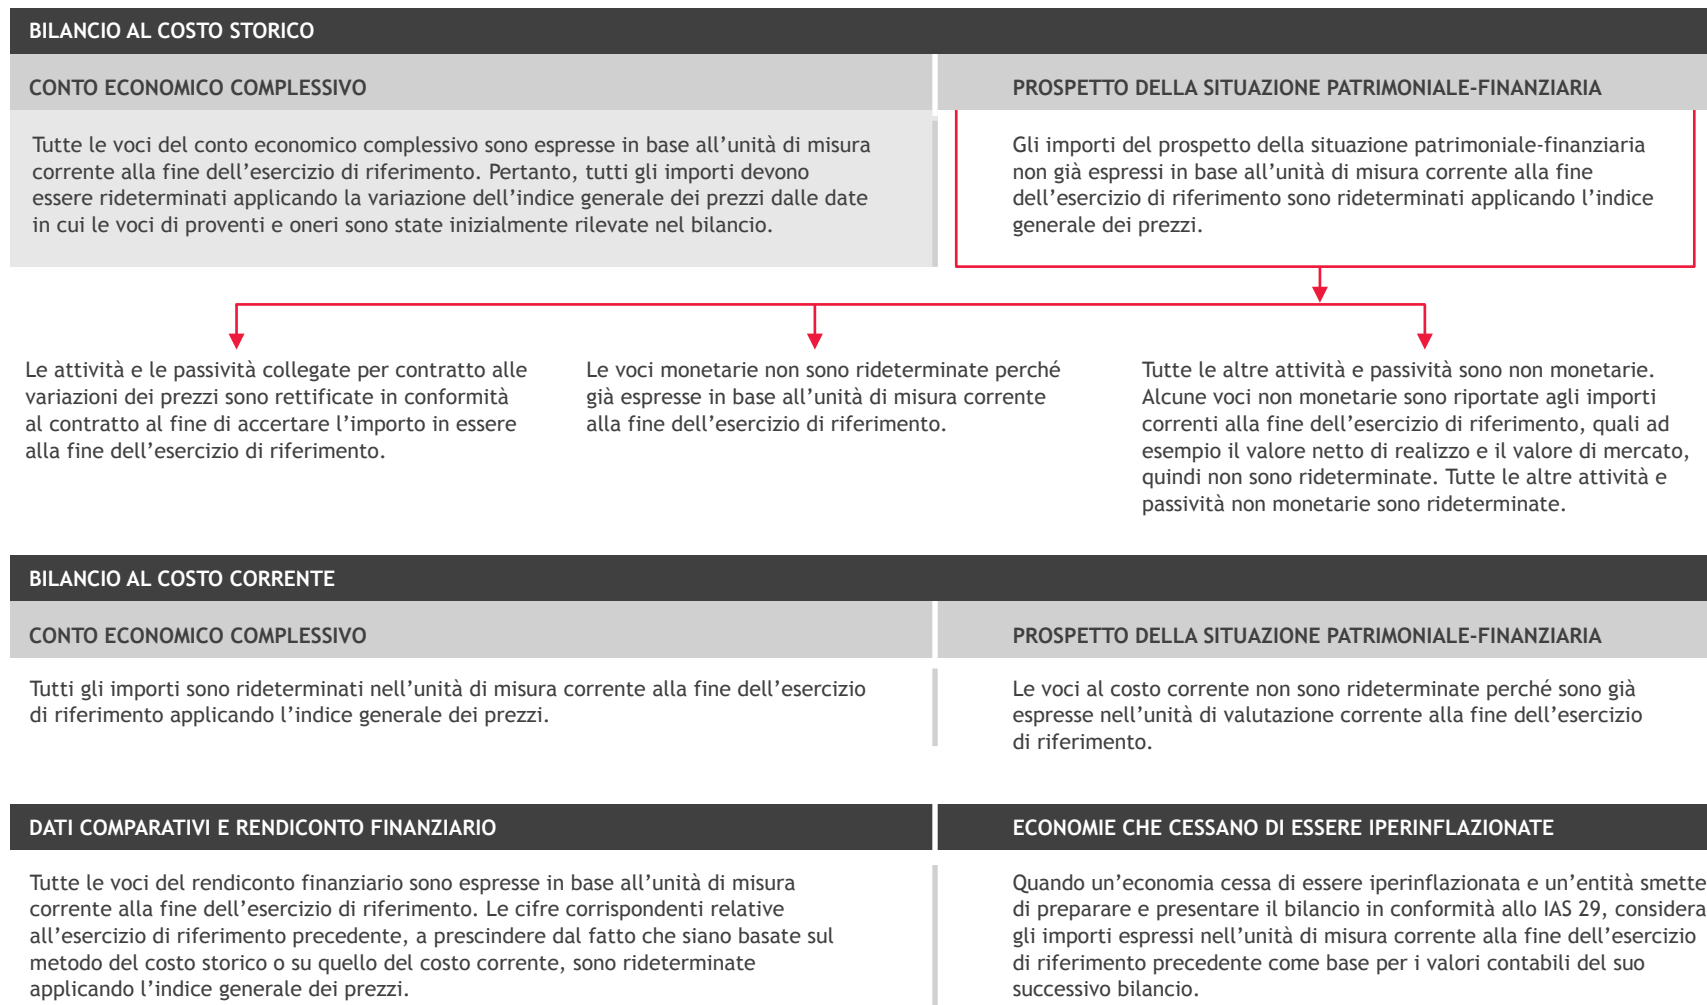 BILANCIO AL COSTO STORICO
CONTO ECONOMICO COMPLESSIVO
Tutte le voci del conto economico complessivo sono espresse in base all’unità di misura
corrente alla fine dell’esercizio di riferimento. Pertanto, tutti gli importi devono
essere rideterminati applicando la variazione dell’indice generale dei prezzi dalle date
in cui le voci di proventi e oneri sono state inizialmente rilevate nel bilancio.
PROSPETTO DELLA SITUAZIONE PATRIMONIALE-FINANZIARIA
Gli importi del prospetto della situazione patrimoniale-finanziaria
non già espressi in base all’unità di misura corrente alla fine
dell’esercizio di riferimento sono rideterminati applicando l’indice
generale dei prezzi.
Le attività e le passività collegate per contratto alle
variazioni dei prezzi sono rettificate in conformità
al contratto al fine di accertare l’importo in essere
alla fine dell’esercizio di riferimento.
Le voci monetarie non sono rideterminate perché
già espresse in base all’unità di misura corrente
alla fine dell’esercizio di riferimento.
Tutte le altre attività e passività sono non monetarie.
Alcune voci non monetarie sono riportate agli importi
correnti alla fine dell’esercizio di riferimento, quali ad
esempio il valore netto di realizzo e il valore di mercato,
quindi non sono rideterminate. Tutte le altre attività e
passività non monetarie sono rideterminate.
BILANCIO AL COSTO CORRENTE
CONTO ECONOMICO COMPLESSIVO
Tutti gli importi sono rideterminati nell’unità di misura corrente alla fine dell’esercizio
di riferimento applicando l’indice generale dei prezzi.
PROSPETTO DELLA SITUAZIONE PATRIMONIALE-FINANZIARIA
Le voci al costo corrente non sono rideterminate perché sono già
espresse nell’unità di valutazione corrente alla fine dell’esercizio
di riferimento.
DATI COMPARATIVI E RENDICONTO FINANZIARIO
Tutte le voci del rendiconto finanziario sono espresse in base all’unità di misura
corrente alla fine dell’esercizio di riferimento. Le cifre corrispondenti relative
all’esercizio di riferimento precedente, a prescindere dal fatto che siano basate sul
metodo del costo storico o su quello del costo corrente, sono rideterminate
applicando l’indice generale dei prezzi.
ECONOMIE CHE CESSANO DI ESSERE IPERINFLAZIONATE
Quando un’economia cessa di essere iperinflazionata e un’entità smette
di preparare e presentare il bilancio in conformità allo IAS 29, considera
gli importi espressi nell’unità di misura corrente alla fine dell’esercizio
di riferimento precedente come base per i valori contabili del suo
successivo bilancio.